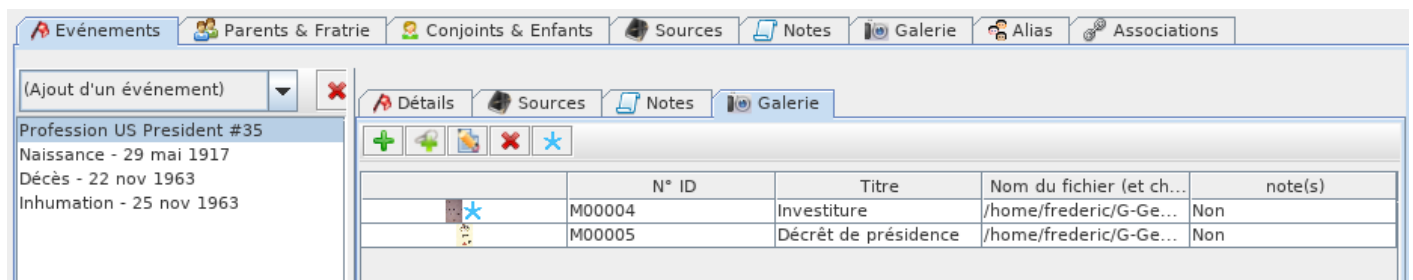 Evénements Parents & Fratrie Conjoints & Enfants Sources Notes Galerie Alias Associations
(Ajout d'un événement)
Détails Sources Notes Galerie
Profession US President #35
Naissance - 29 mai 1917
Décès - 22 nov 1963
Inhumation - 25 nov 1963
N° ID Titre Nom du fichier (et ch... note(s)
M00004 Investiture /home/frederic/G-Ge... Non
M00005 Décrêt de présidence /home/frederic/G-Ge... Non